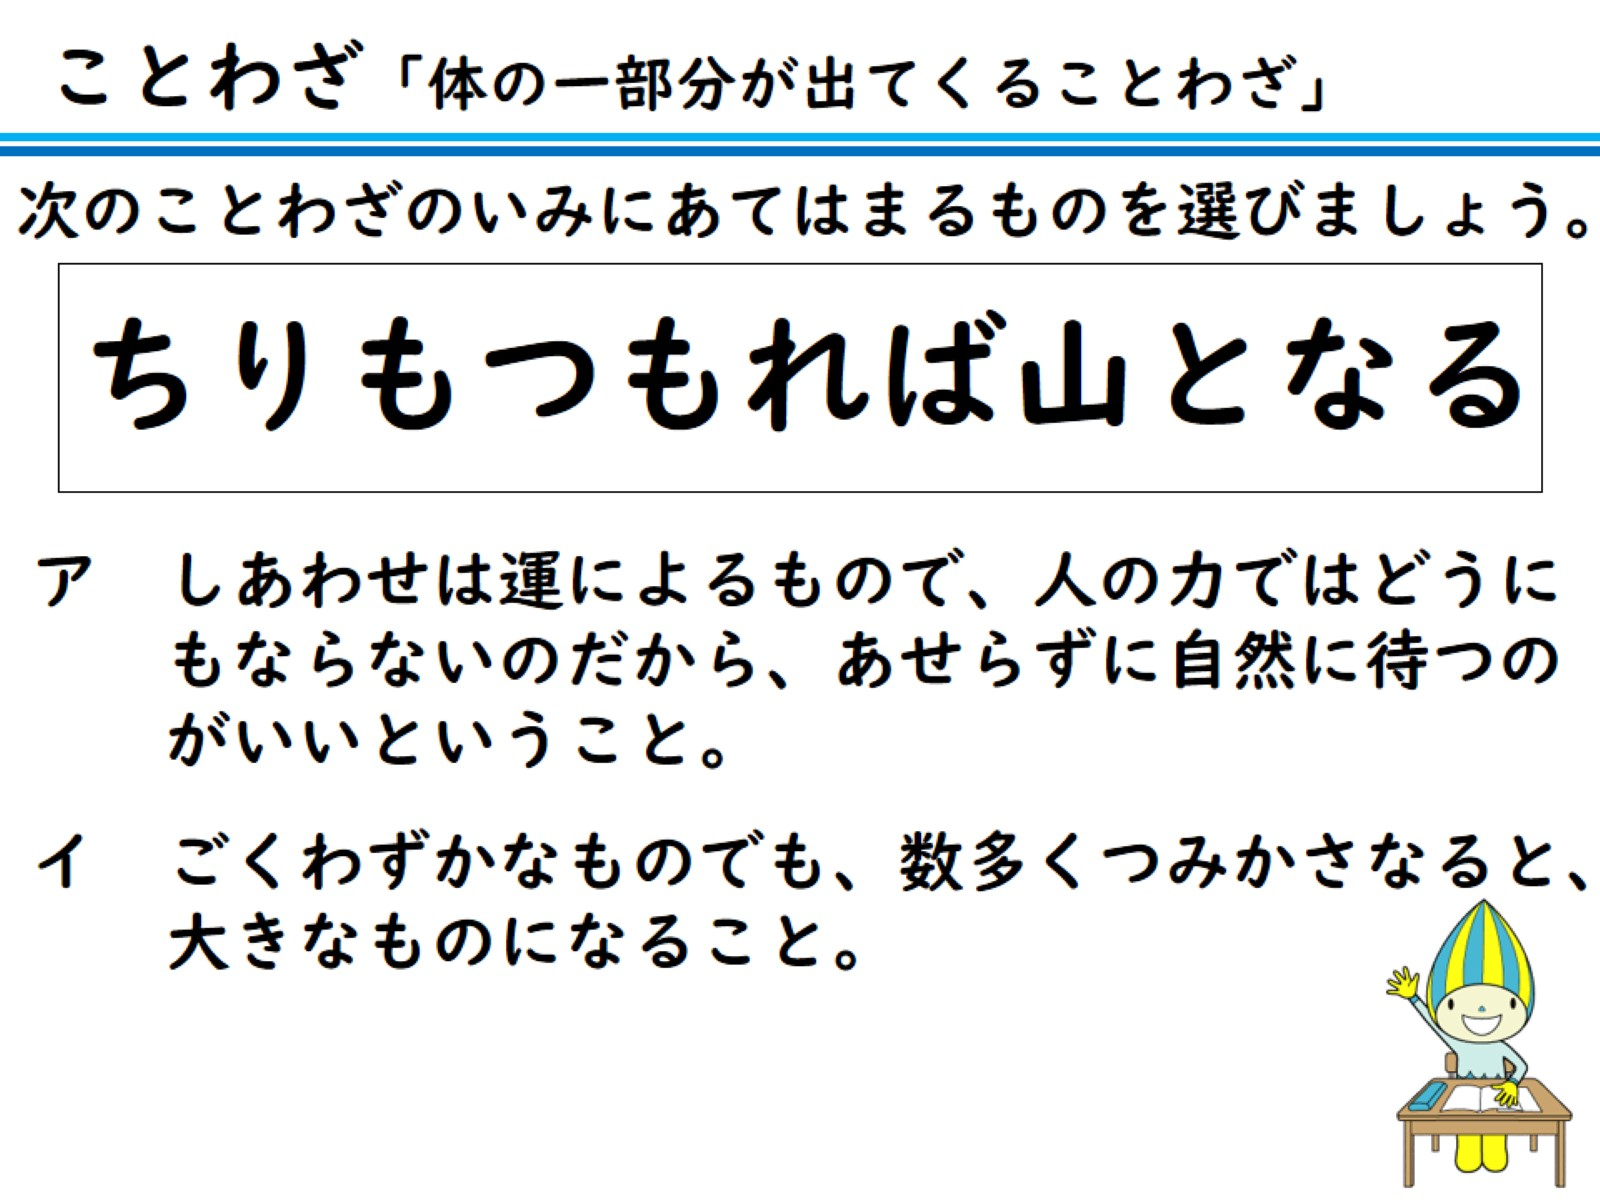 ことわざ「体の一部分が出てくることわざ」
次のことわざのいみにあてはまるものを選びましょう。
ちりもつもれば山となる
ア　しあわせは運によるもので、人の力ではどうに
もならないのだから、あせらずに自然に待つの
がいいということ。
イ　ごくわずかなものでも、数多くつみかさなると、
大きなものになること。